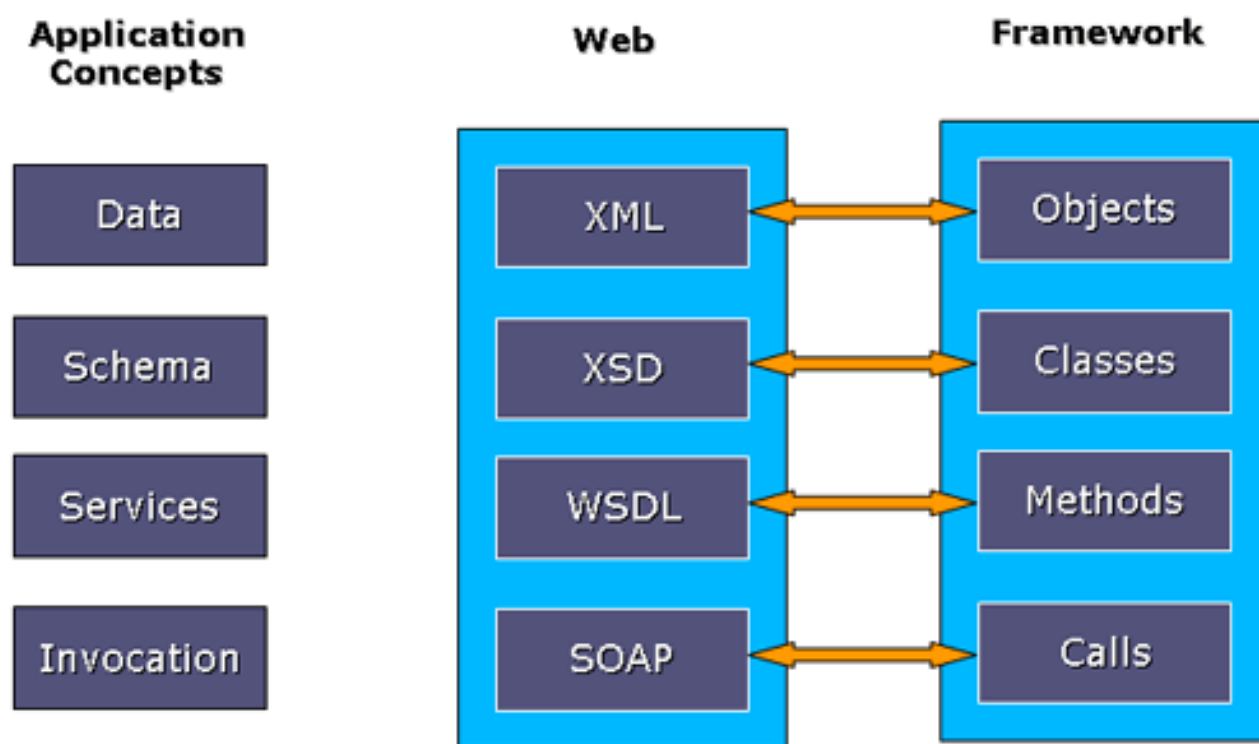 Application
Concepts
Web
Framework
Data
XML
Objects
Schema
XSD
Classes
Services
WSDL
Methods
Invocation
SOAP
Calls